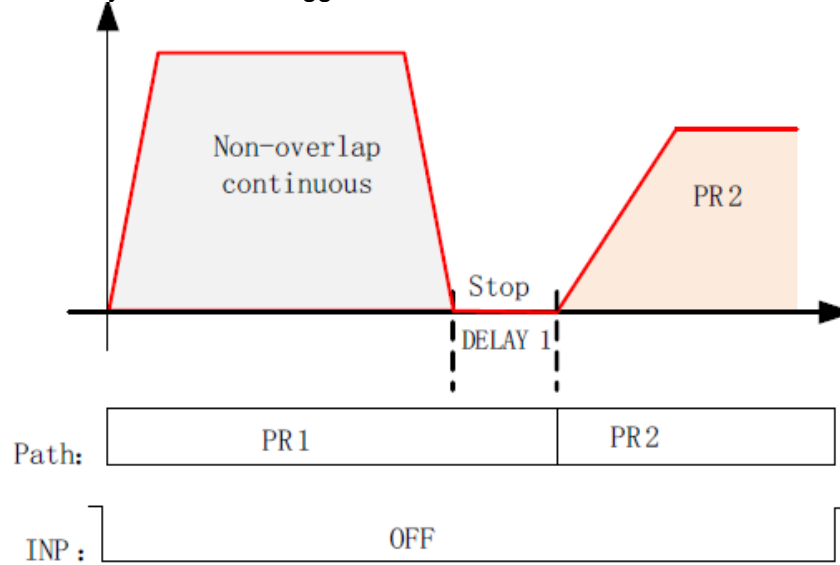 Non-overlap
continuous
PR2
Stop
DELAY 1
Path:
PR1
PR2
INP:
OFF